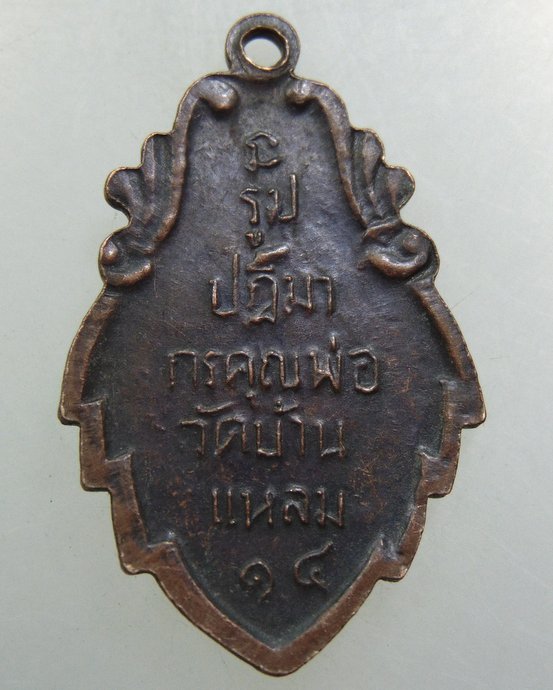 รูป
ปฏิมา
กรคุณพ่อ
วัดบ้าน
แหลม
๑๔